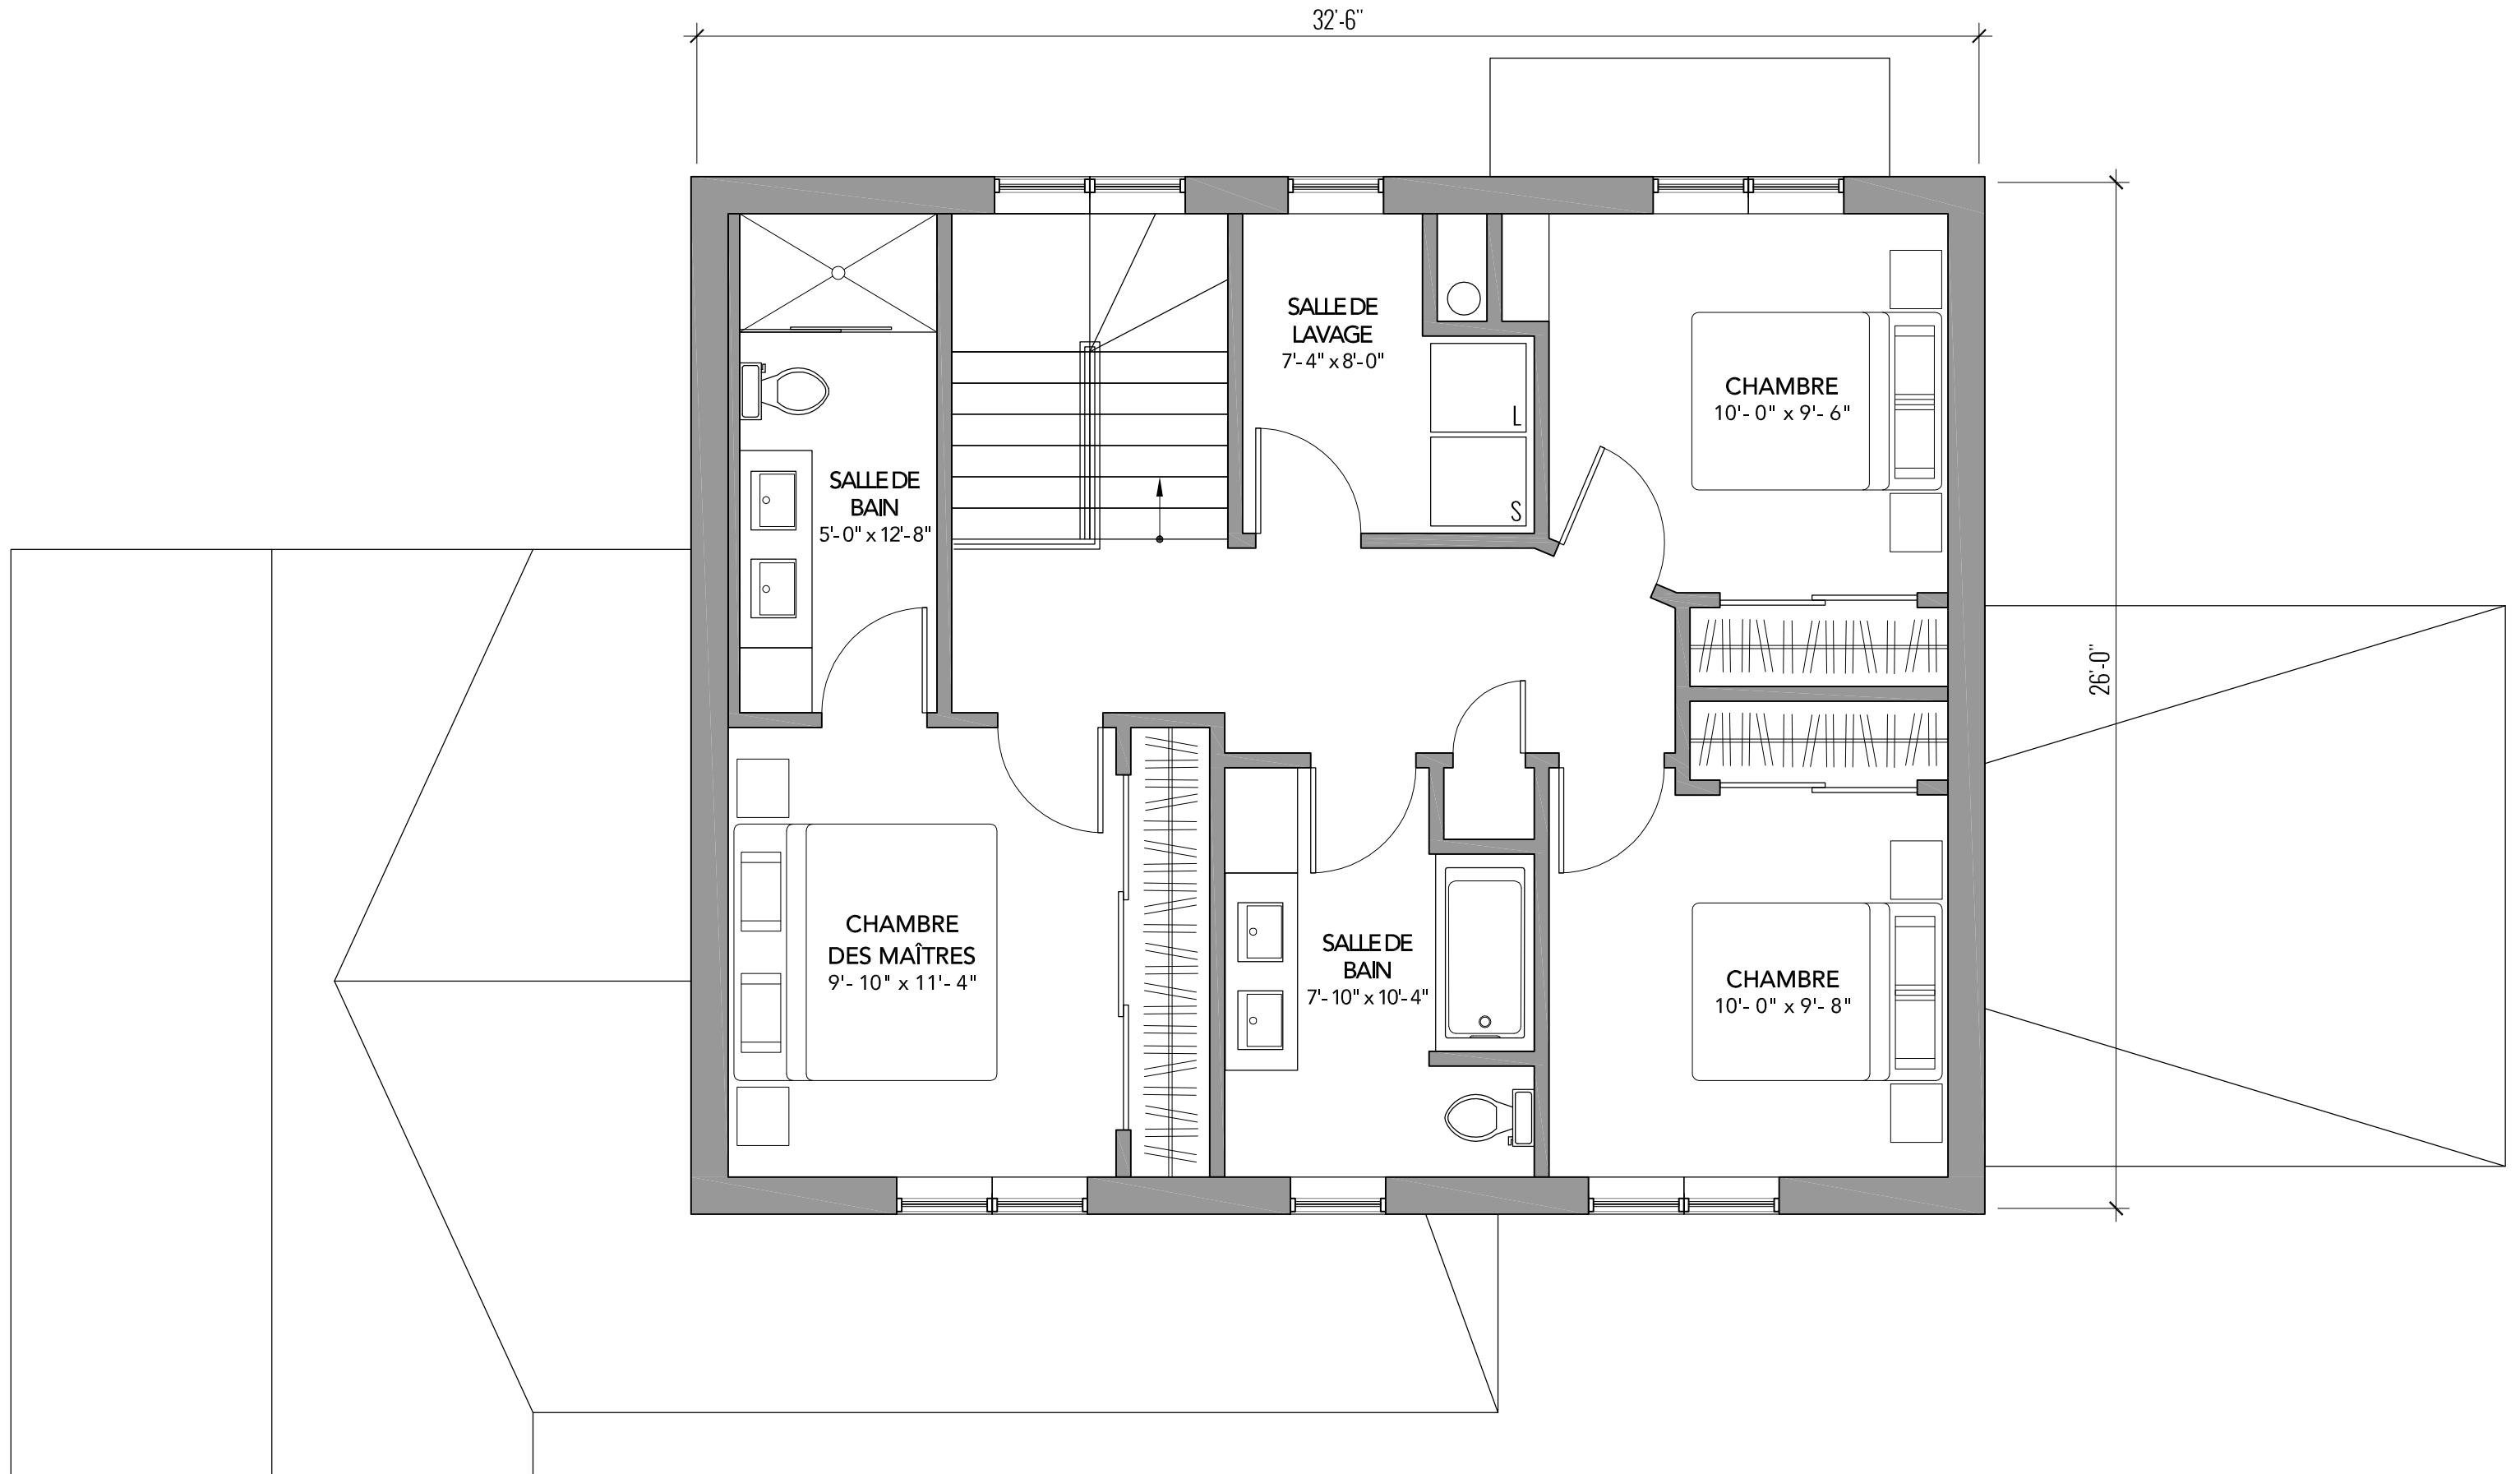 32'-6"
SALLE DE
LAVAGE
7'-4" x 8'-0"
L
S
CHAMBRE
10'-0" x 9'-6"
SALLE DE
BAIN
5'-0" x 12'-8"
26'-0"
CHAMBRE
DES MAÎTRES
9'-10" x 11'-4"
SALLE DE
BAIN
7'-10" x 10'-4"
CHAMBRE
10'-0" x 9'-8"